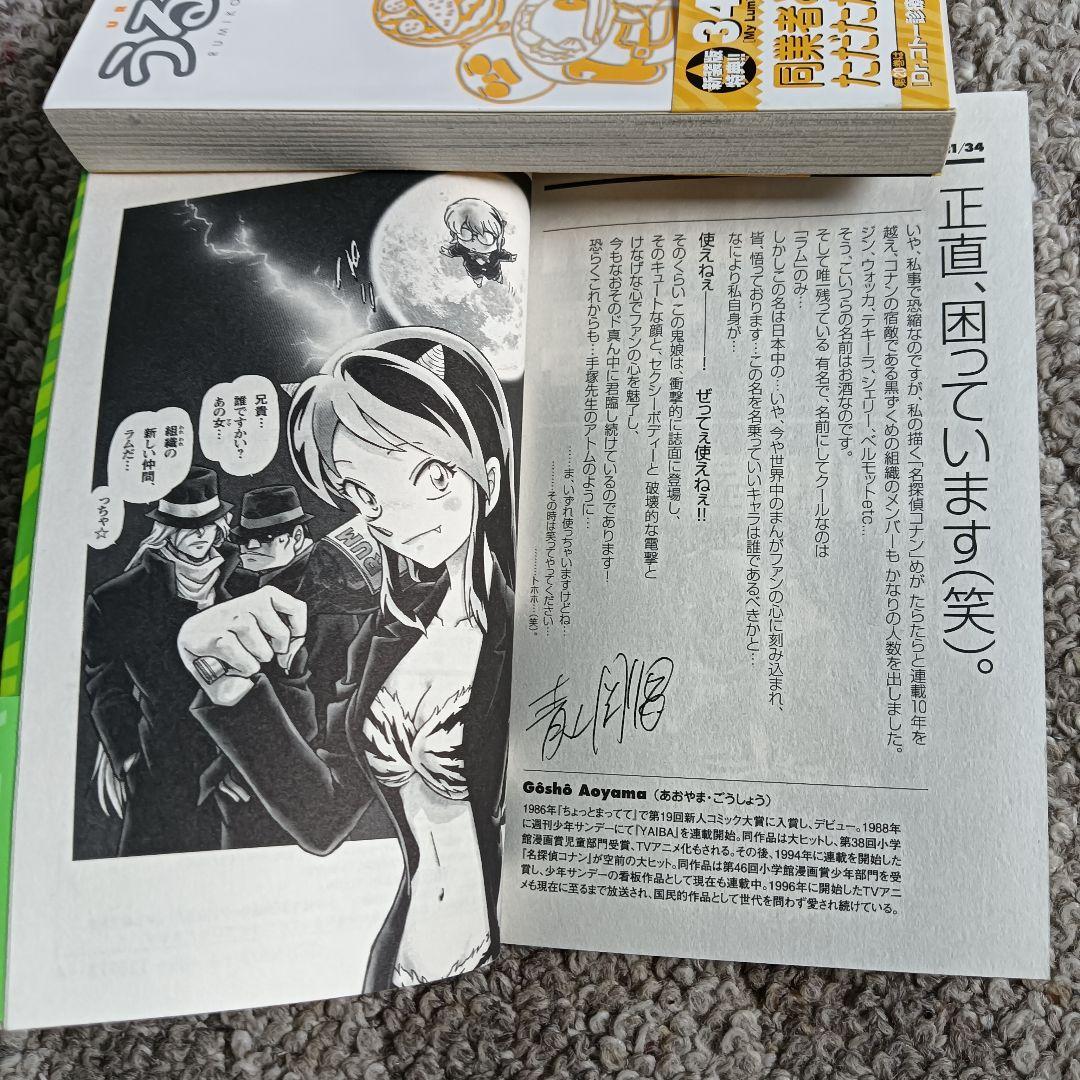 うる
RUMIKO
新装版
特典!!
34
My Lum
同業者
ただただ
Dr.コトー診
1/34
正直、困っています(笑)。
いや、私事で恐縮なのですが、私の描く「名探偵コナン」めが たらたらと連載10年を
越え、コナンの宿敵である黒ずくめの組織のメンバーも かなりの人数を出しました。
ジン、ウォッカ、テキーラ、シェリー、ベルモットetc…
そう、こいつらの名前はお酒なのです。
そして唯一残っている 有名で、名前にしてクールなのは
「ラム」のみ…
しかしこの名は日本中の…いや、今や世界中のまんがファンの心に刻み込まれ、
皆、悟っております…この名を名乗っていいキャラは誰であるべきかと…
なにより私自身が…
使えねぇ――――! ぜってぇ使えねぇ!!
そのくらい この鬼娘は、衝撃的に誌面に登場し、
そのキュートな顔と、セクシーボディーと 破壊的な電撃と
けなげな心でファンの心を魅了し、
今もなおそのド真ん中に君臨し続けているのであります!
恐らくこれからも…手塚先生のアトムのように…
……ま、いずれ使っちゃいますけどね…
………その時は笑ってやってください…
………トホホ…(笑)。
青山剛昌
Gôshô Aoyama(あおやま・ごうしょう)
1986年「ちょっとまってて」で第19回新人コミック大賞に入賞し、デビュー。1988年
に週刊少年サンデーにて「YAIBA」を連載開始。同作品は大ヒットし、第38回小学
館漫画賞児童部門受賞、TVアニメ化もされる。その後、1994年に連載を開始した
「名探偵コナン」が空前の大ヒット。同作品は第46回小学館漫画賞少年部門を受
賞し、少年サンデーの看板作品として現在も連載中。1996年に開始したTVアニ
メも現在に至るまで放送され、国民的作品として世代を問わず愛され続けている。
兄貴…
誰ですかい?
あの女…
組織の
われわれ
新しい仲間、
ラムだ…
っちゃ☆